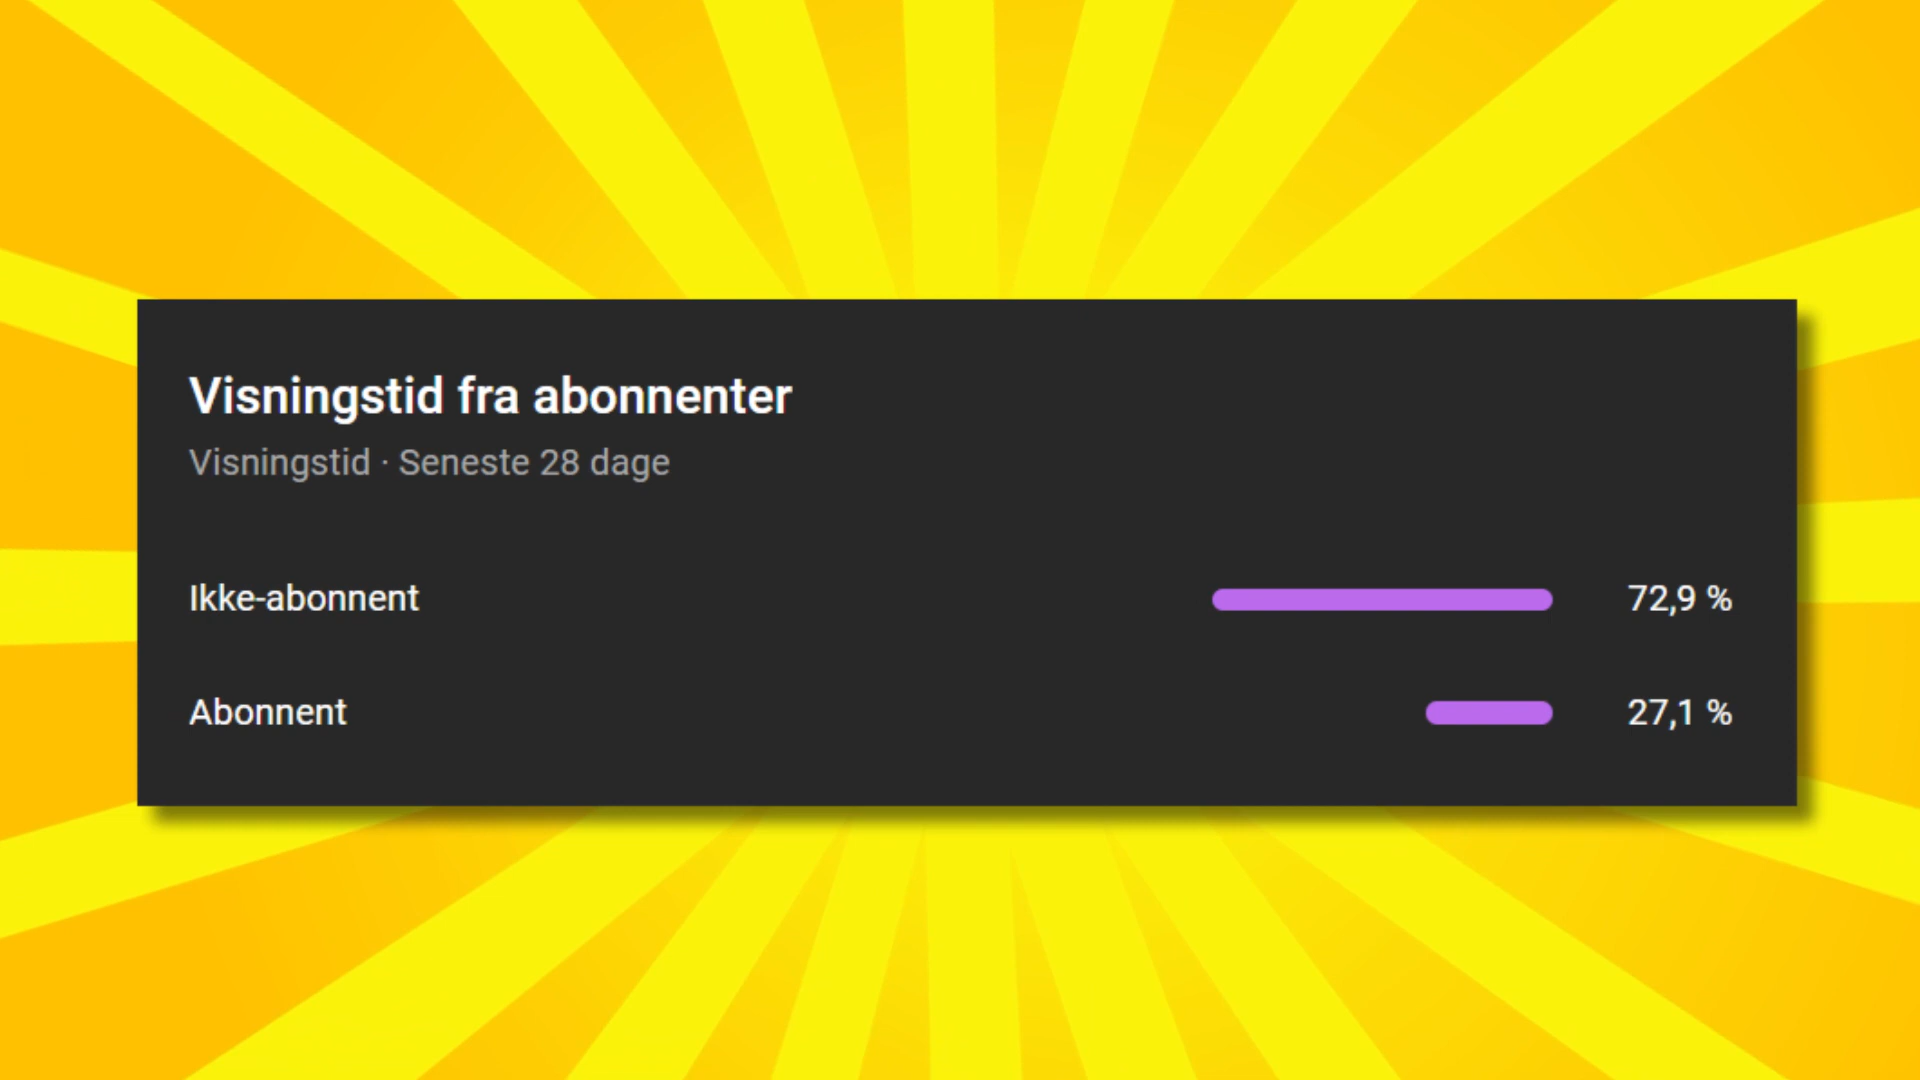 Visningstid fra abonnenter
Visningstid · Seneste 28 dage
Ikke-abonnent 72,9 %
Abonnent 27,1 %